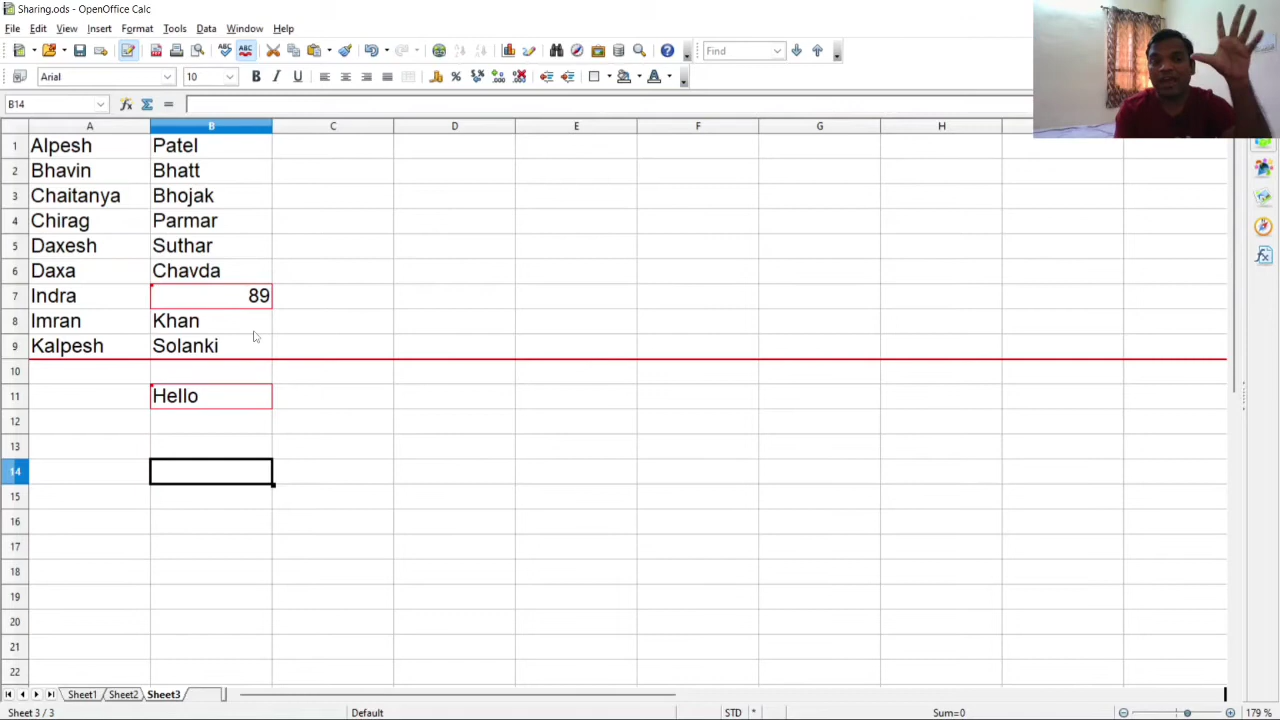 Sharing.ods - OpenOffice Calc
File Edit View Insert Format Tools Data Window Help
Find
Arial 10
B14
A B C D E F G H
1 Alpesh Patel
2 Bhavin Bhatt
3 Chaitanya Bhojak
4 Chirag Parmar
5 Daxesh Suthar
6 Daxa Chavda
7 Indra 89
8 Imran Khan
9 Kalpesh Solanki
10
11 Hello
12
13
14
15
16
17
18
19
20
21
22
Sheet1 Sheet2 Sheet3
Sheet 3 / 3 Default STD * Sum=0 179 %